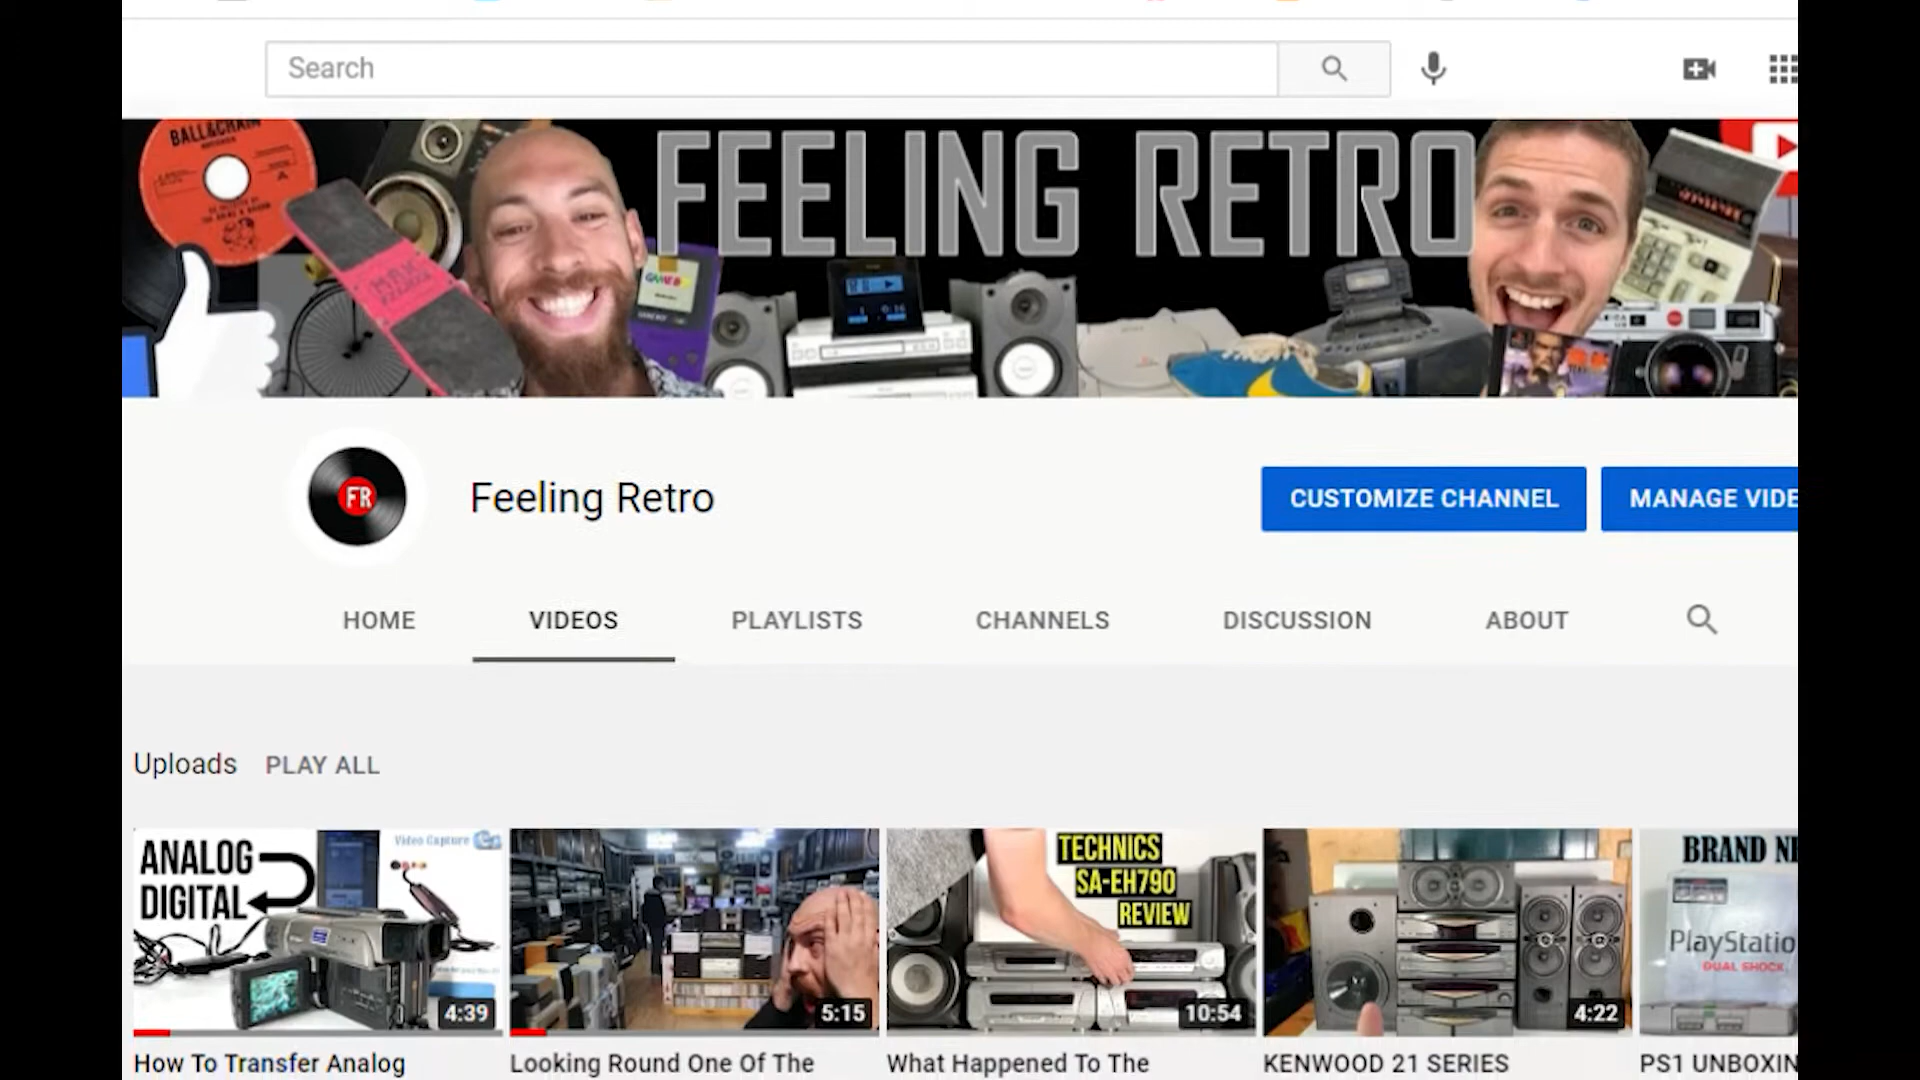 Search
BALL&CHAIN
FEELING RETRO
FR
Feeling Retro
CUSTOMIZE CHANNEL
MANAGE VIDE
HOME
VIDEOS
PLAYLISTS
CHANNELS
DISCUSSION
ABOUT
Uploads
PLAY ALL
ANALOG
DIGITAL
Video Capture
4:39
5:15
TECHNICS
SA-EH790
REVIEW
10:54
4:22
BRAND NE
PlayStatio
DUAL SHOCK
How To Transfer Analog
Looking Round One Of The
What Happened To The
KENWOOD 21 SERIES
PS1 UNBOXIN